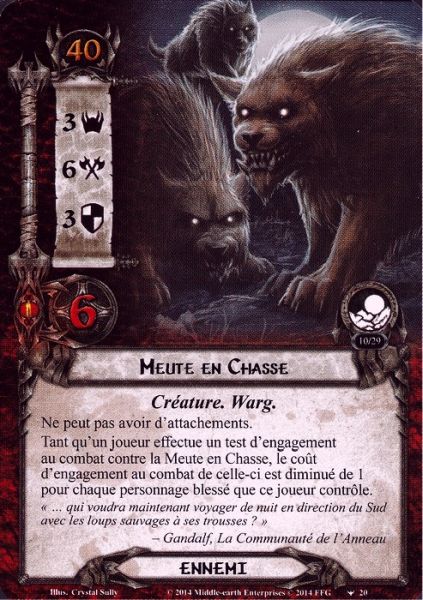 40
3
6
3
6
10/29
Meute en Chasse
Créature. Warg.
Ne peut pas avoir d'attachements.
Tant qu'un joueur effectue un test d'engagement
au combat contre la Meute en Chasse, le coût
d'engagement au combat de celle-ci est diminué de 1
pour chaque personnage blessé que ce joueur contrôle.
« ... qui voudra maintenant voyager de nuit en direction du Sud
avec les loups sauvages à ses trousses ? »
– Gandalf, La Communauté de l'Anneau
ENNEMI
Illus. Crystal Sully © 2014 Middle-earth Enterprises © 2014 FFG 20